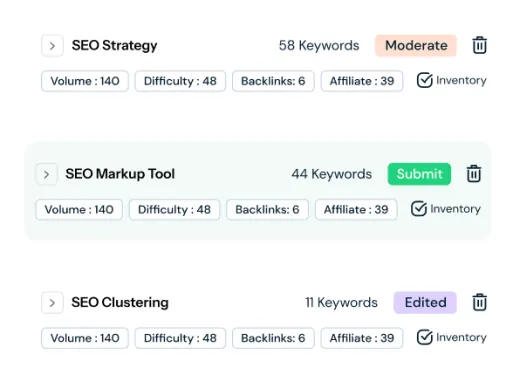 SEO Strategy 58 Keywords Moderate
Volume : 140 Difficulty : 48 Backlinks: 6 Affiliate : 39 Inventory
SEO Markup Tool 44 Keywords Submit
Volume : 140 Difficulty : 48 Backlinks: 6 Affiliate : 39 Inventory
SEO Clustering 11 Keywords Edited
Volume : 140 Difficulty : 48 Backlinks: 6 Affiliate : 39 Inventory